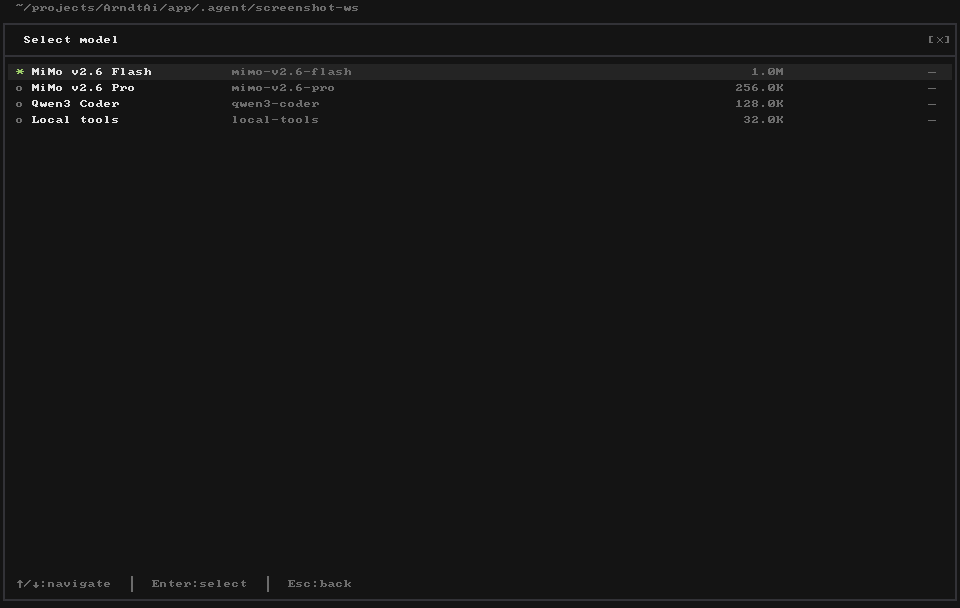 ~/projects/ArndtAi/app/.agent/screenshot-ws
Select model [×]
* MiMo v2.6 Flash mimo-v2.6-flash 1.0M —
o MiMo v2.6 Pro mimo-v2.6-pro 256.0K —
o Qwen3 Coder qwen3-coder 128.0K —
o Local tools local-tools 32.0K —
↑/↓:navigate │ Enter:select │ Esc:back